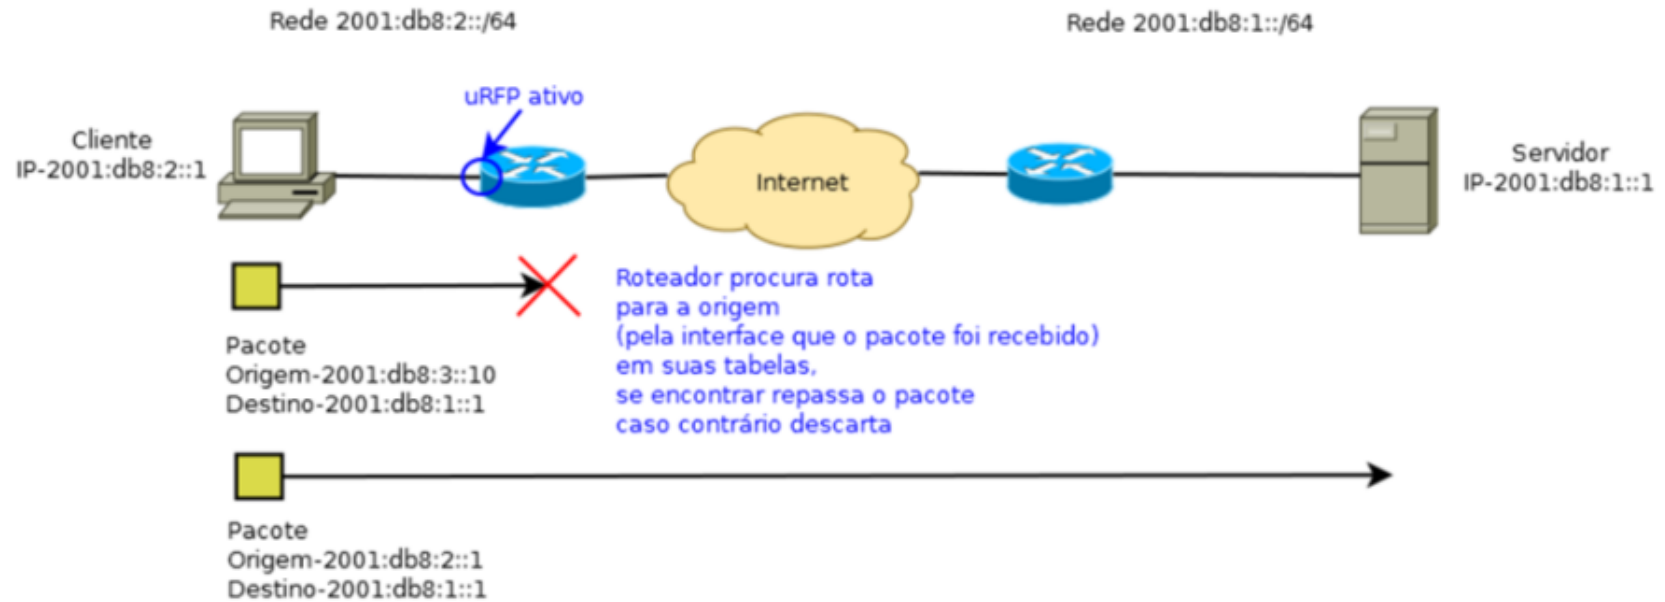 Rede 2001:db8:2::/64
Rede 2001:db8:1::/64
uRFP ativo
Cliente
IP-2001:db8:2::1
Internet
Servidor
IP-2001:db8:1::1
Roteador procura rota
para a origem
(pela interface que o pacote foi recebido)
em suas tabelas,
se encontrar repassa o pacote
caso contrário descarta
Pacote
Origem-2001:db8:3::10
Destino-2001:db8:1::1
Pacote
Origem-2001:db8:2::1
Destino-2001:db8:1::1